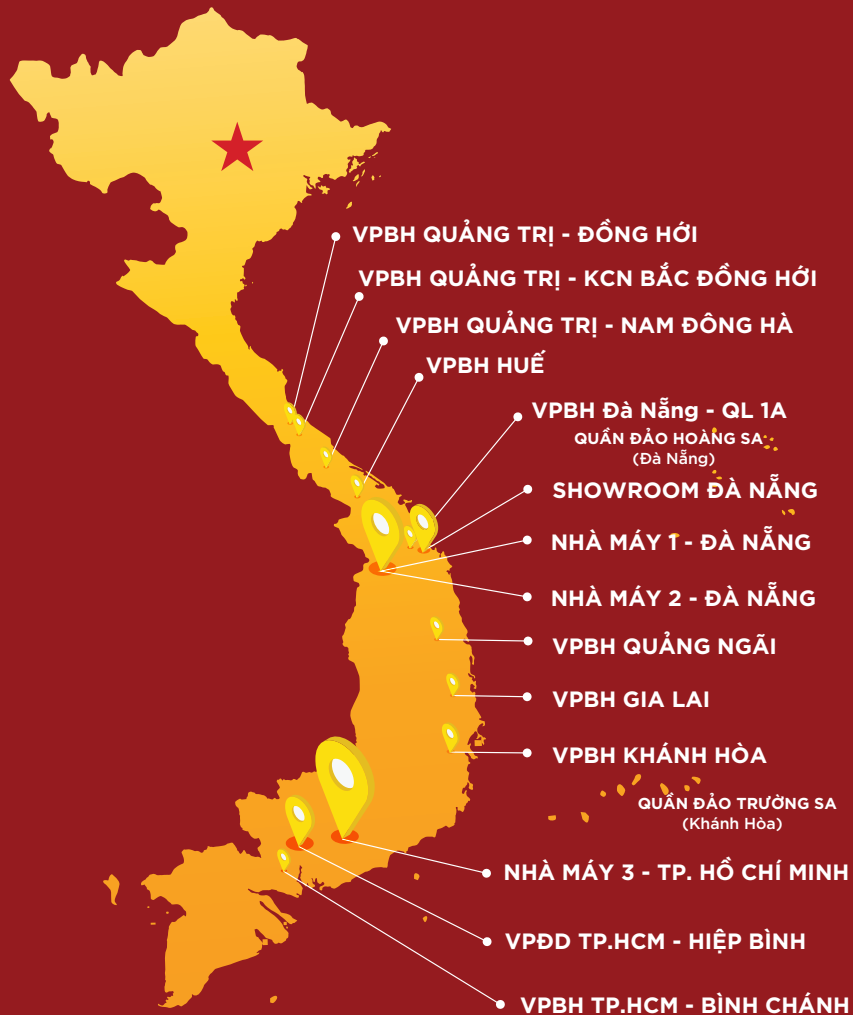 VPBH QUẢNG TRỊ - ĐỒNG HỚI
VPBH QUẢNG TRỊ - KCN BẮC ĐỒNG HỚI
VPBH QUẢNG TRỊ - NAM ĐÔNG HÀ
VPBH HUẾ
VPBH Đà Nẵng - QL 1A
QUẦN ĐẢO HOÀNG SA
(Đà Nẵng)
SHOWROOM ĐÀ NẴNG
NHÀ MÁY 1 - ĐÀ NẴNG
NHÀ MÁY 2 - ĐÀ NẴNG
VPBH QUẢNG NGÃI
VPBH GIA LAI
VPBH KHÁNH HÒA
QUẦN ĐẢO TRƯỜNG SA
(Khánh Hòa)
NHÀ MÁY 3 - TP. HỒ CHÍ MINH
VPĐD TP.HCM - HIỆP BÌNH
VPBH TP.HCM - BÌNH CHÁNH